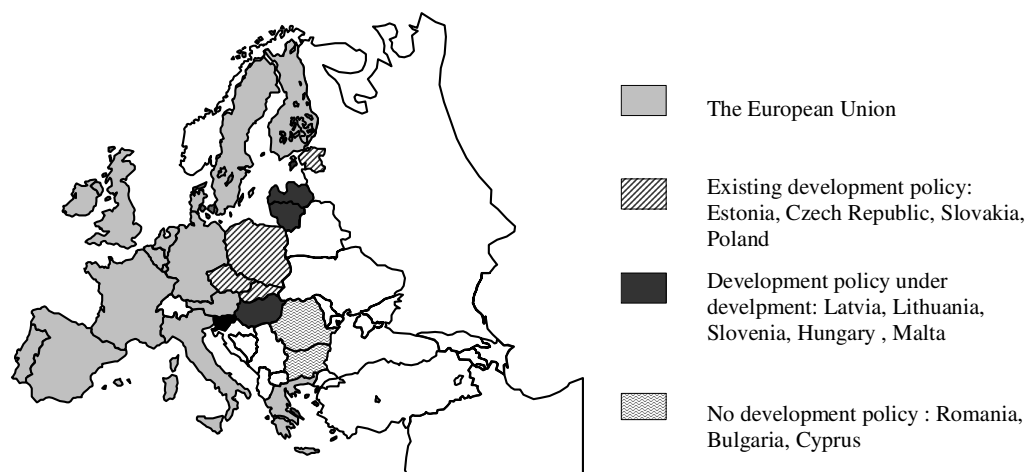 The European Union
Existing development policy:
Estonia, Czech Republic, Slovakia,
Poland
Development policy under
develpment: Latvia, Lithuania,
Slovenia, Hungary , Malta
No development policy : Romania,
Bulgaria, Cyprus